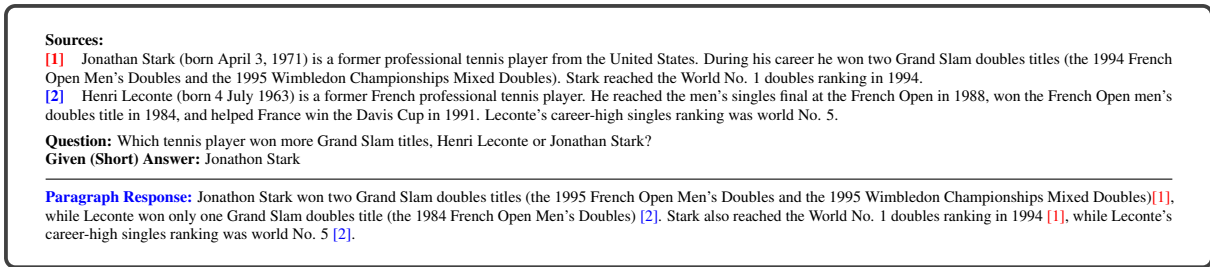 Sources:
[1] Jonathan Stark (born April 3, 1971) is a former professional tennis player from the United States. During his career he won two Grand Slam doubles titles (the 1994 French
Open Men's Doubles and the 1995 Wimbledon Championships Mixed Doubles). Stark reached the World No. 1 doubles ranking in 1994.
[2] Henri Leconte (born 4 July 1963) is a former French professional tennis player. He reached the men's singles final at the French Open in 1988, won the French Open men's
doubles title in 1984, and helped France win the Davis Cup in 1991. Leconte's career-high singles ranking was world No. 5.
Question: Which tennis player won more Grand Slam titles, Henri Leconte or Jonathan Stark?
Given (Short) Answer: Jonathon Stark
Paragraph Response: Jonathon Stark won two Grand Slam doubles titles (the 1995 French Open Men's Doubles and the 1995 Wimbledon Championships Mixed Doubles)[1],
while Leconte won only one Grand Slam doubles title (the 1984 French Open Men's Doubles) [2]. Stark also reached the World No. 1 doubles ranking in 1994 [1], while Leconte's
career-high singles ranking was world No. 5 [2].